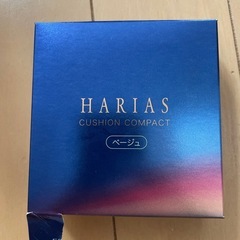 HARIAS
CUSHION COMPACT
ベージュ